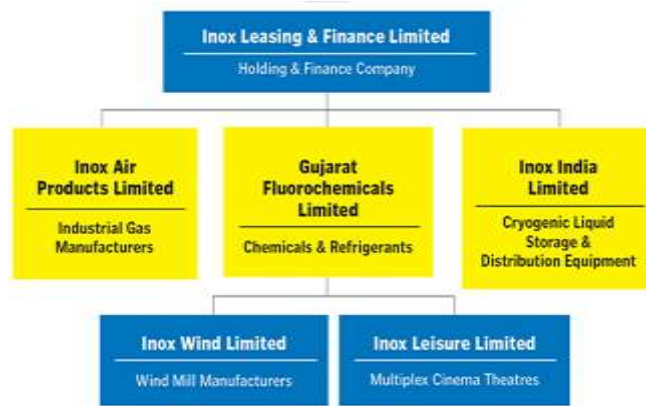 Inox Leasing & Finance Limited
Holding & Finance Company
Inox Air
Products Limited
Industrial Gas
Manufacturers
Gujarat
Fluorochemicals
Limited
Chemicals & Refrigerants
Inox India
Limited
Cryogenic Liquid
Storage &
Distribution Equipment
Inox Wind Limited
Wind Mill Manufacturers
Inox Leisure Limited
Multiplex Cinema Theatres